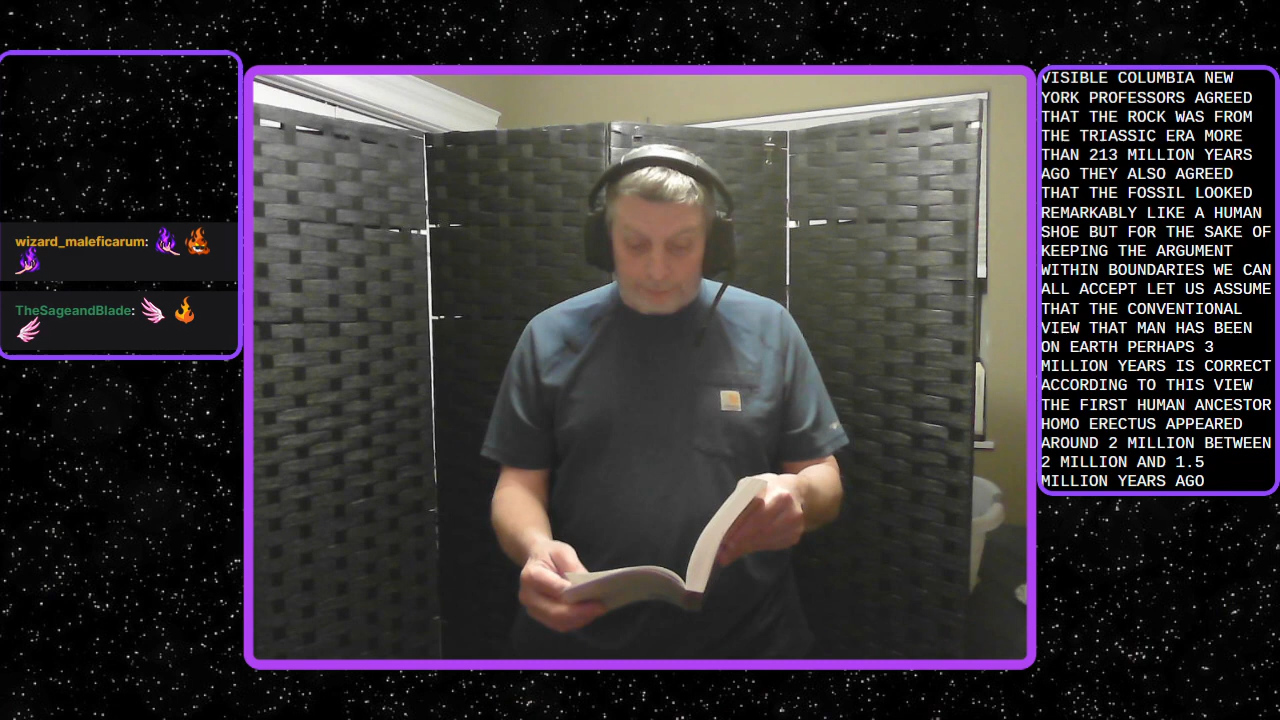 wizard_maleficarum:
TheSageandBlade:
VISIBLE COLUMBIA NEW
YORK PROFESSORS AGREED
THAT THE ROCK WAS FROM
THE TRIASSIC ERA MORE
THAN 213 MILLION YEARS
AGO THEY ALSO AGREED
THAT THE FOSSIL LOOKED
REMARKABLY LIKE A HUMAN
SHOE BUT FOR THE SAKE OF
KEEPING THE ARGUMENT
WITHIN BOUNDARIES WE CAN
ALL ACCEPT LET US ASSUME
THAT THE CONVENTIONAL
VIEW THAT MAN HAS BEEN
ON EARTH PERHAPS 3
MILLION YEARS IS CORRECT
ACCORDING TO THIS VIEW
THE FIRST HUMAN ANCESTOR
HOMO ERECTUS APPEARED
AROUND 2 MILLION BETWEEN
2 MILLION AND 1.5
MILLION YEARS AGO